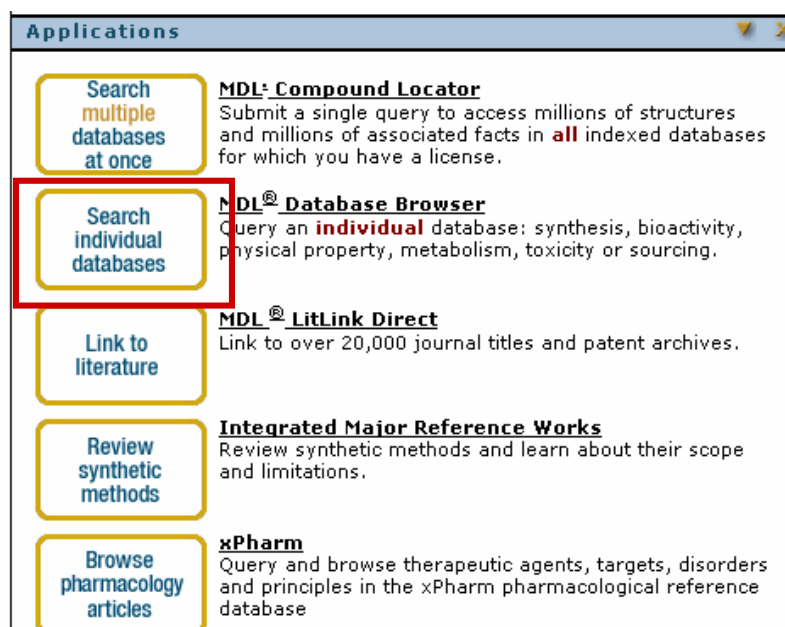 Applications
Search
multiple
databases
at once
MDL® Compound Locator
Submit a single query to access millions of structures
and millions of associated facts in all indexed databases
for which you have a license.
Search
individual
databases
MDL® Database Browser
Query an individual database: synthesis, bioactivity,
physical property, metabolism, toxicity or sourcing.
Link to
literature
MDL ® LitLink Direct
Link to over 20,000 journal titles and patent archives.
Review
synthetic
methods
Integrated Major Reference Works
Review synthetic methods and learn about their scope
and limitations.
Browse
pharmacology
articles
xPharm
Query and browse therapeutic agents, targets, disorders
and principles in the xPharm pharmacological reference
database